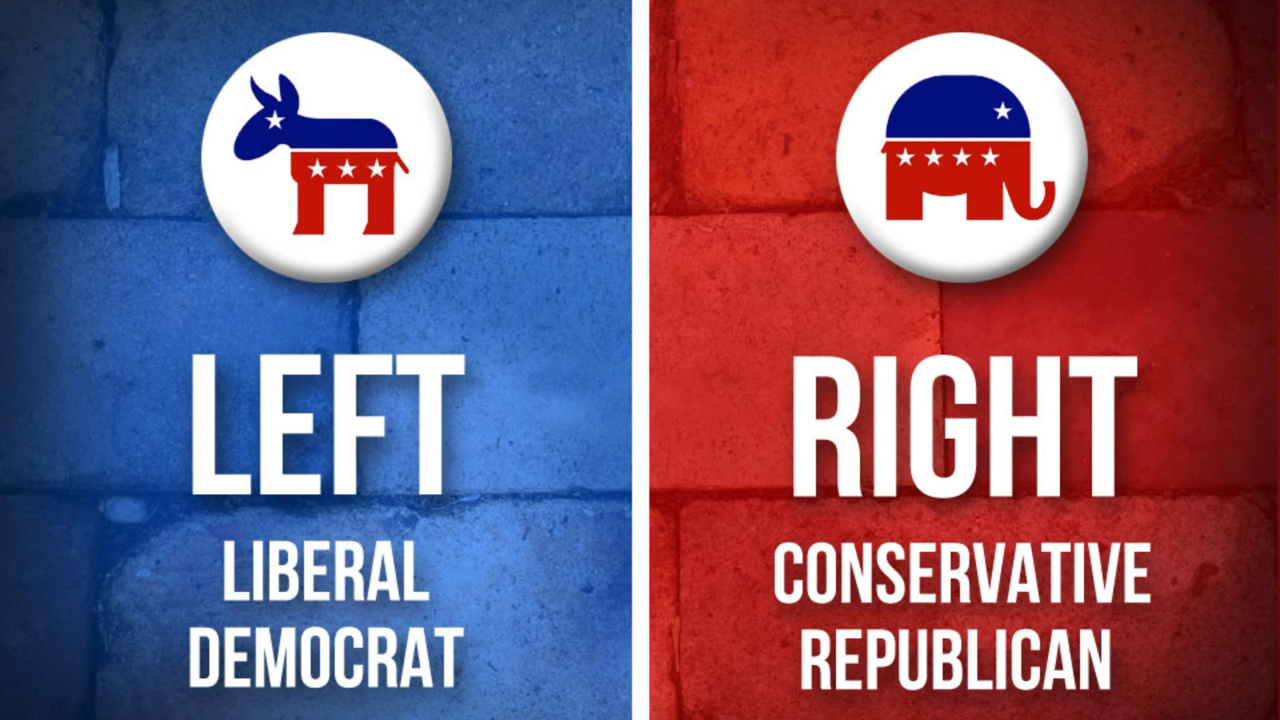 LEFT
LIBERAL
DEMOCRAT
RIGHT
CONSERVATIVE
REPUBLICAN